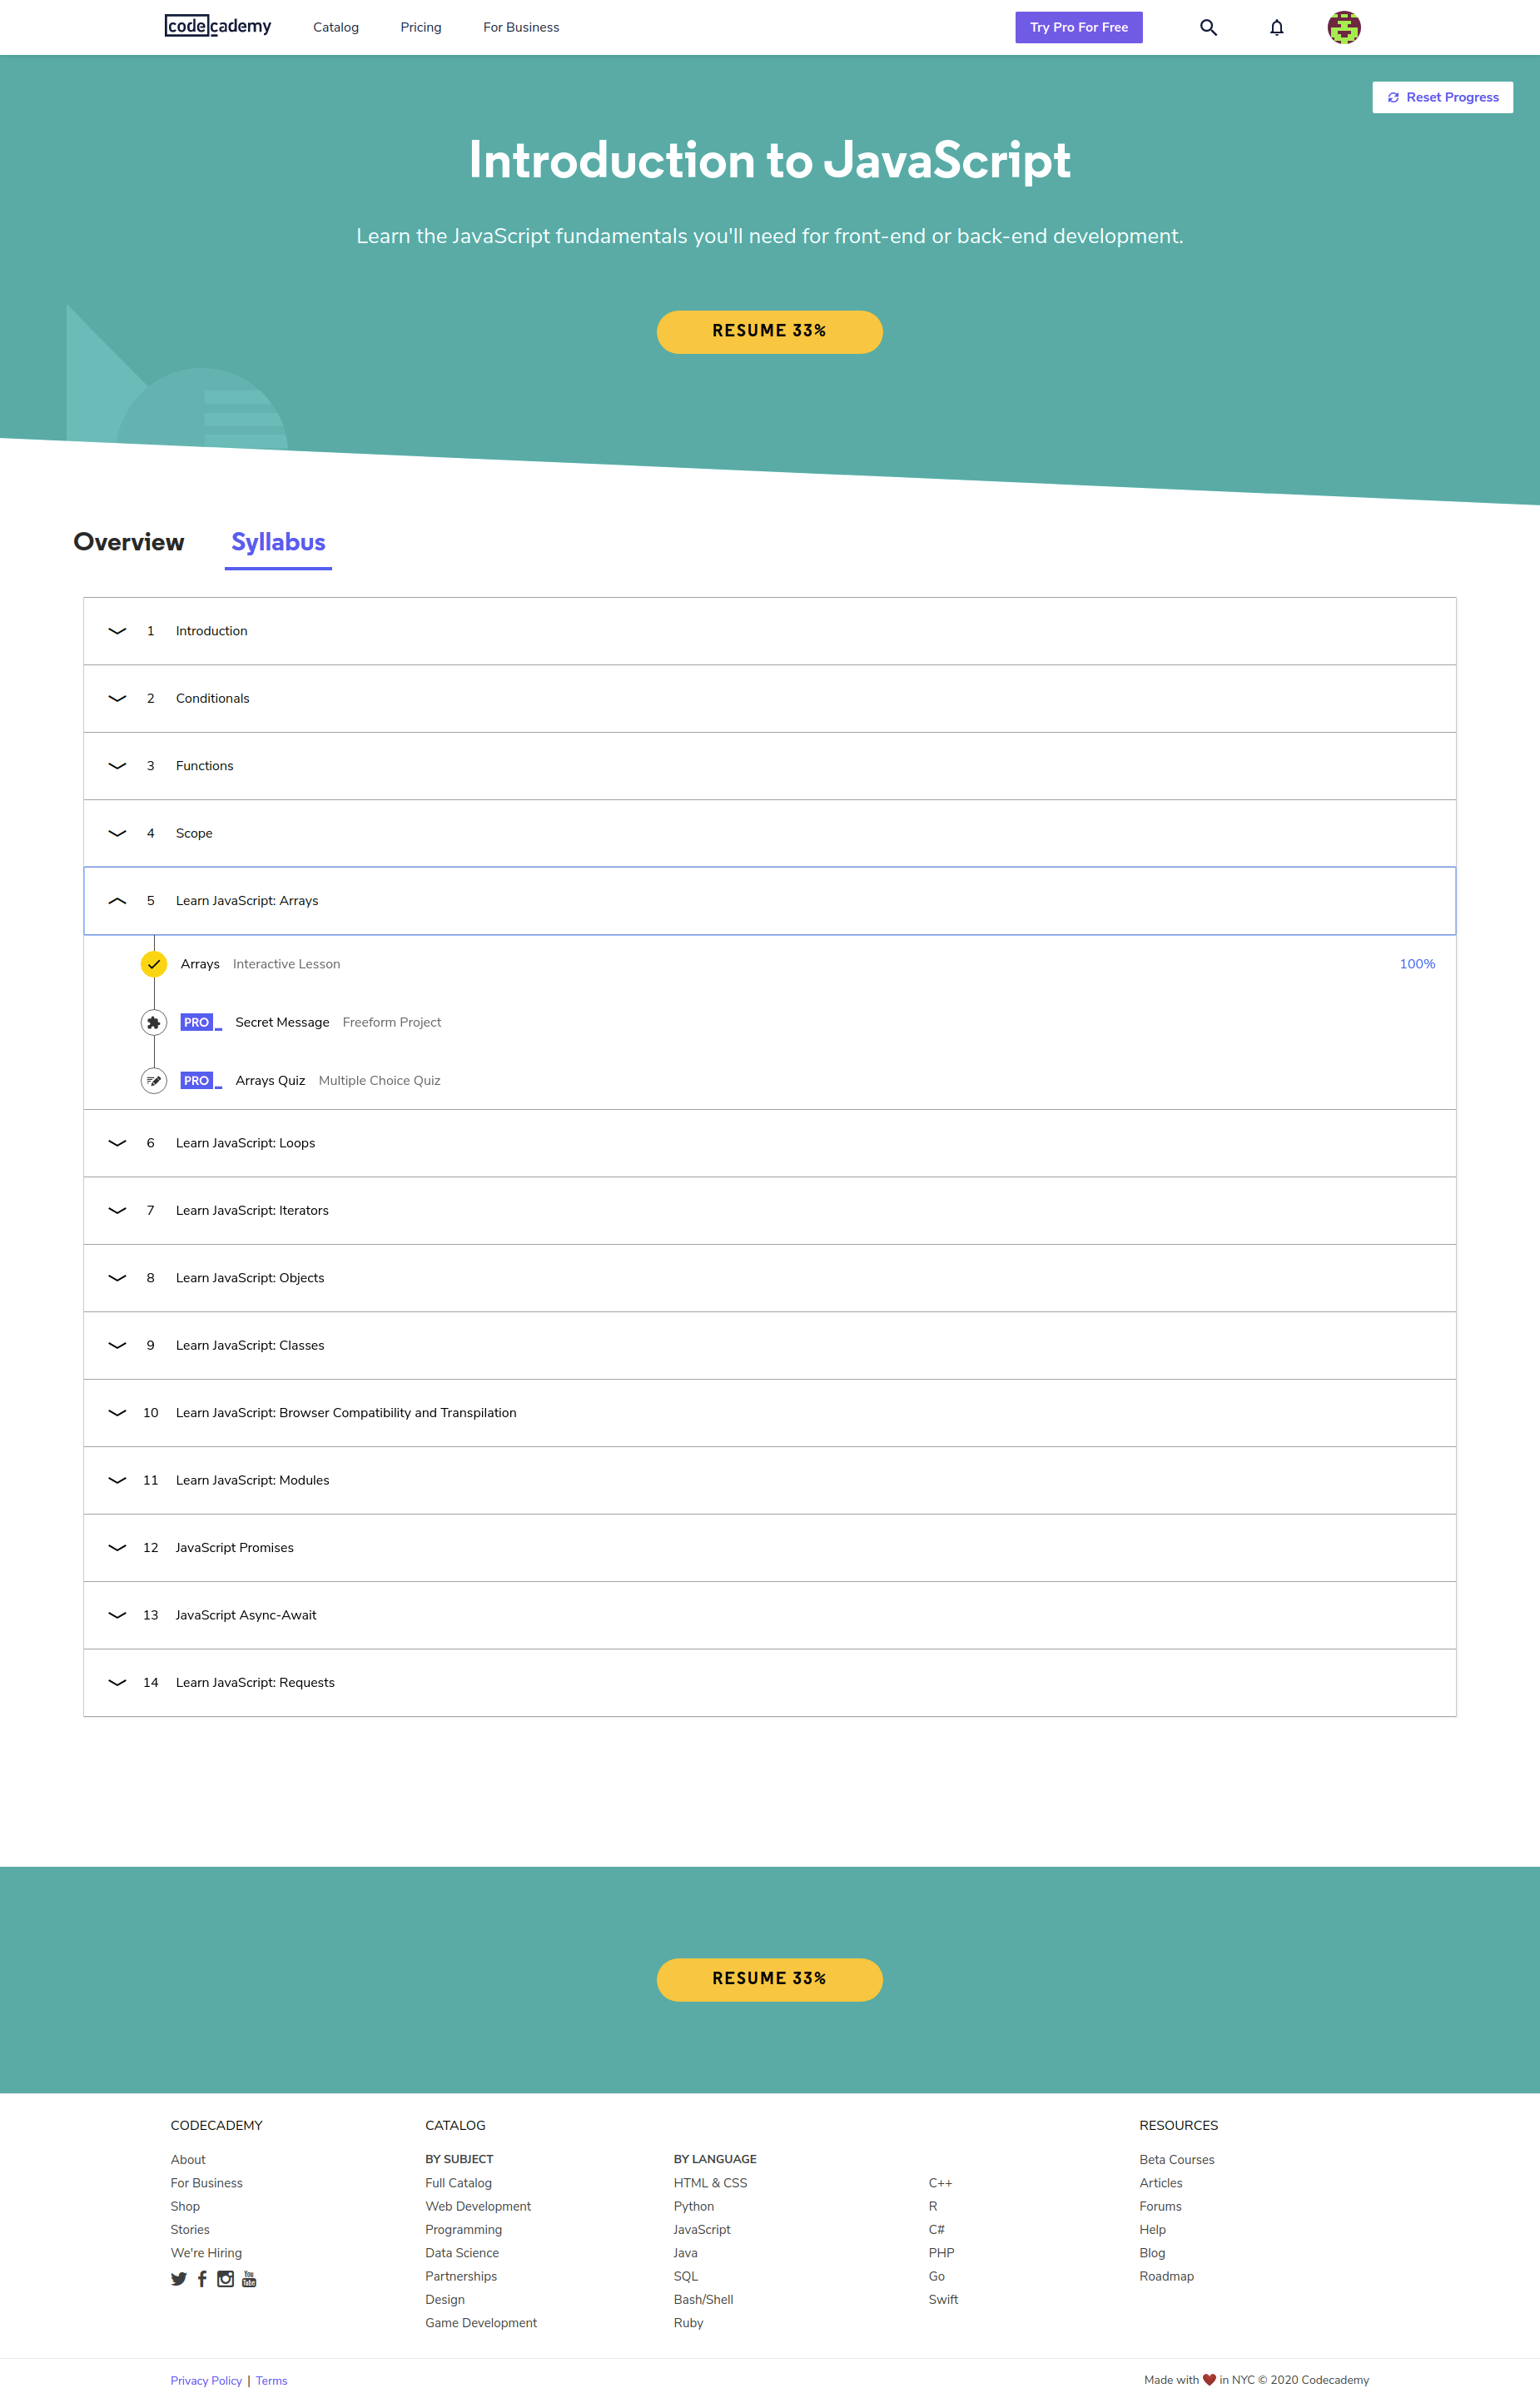 codecademy Catalog Pricing For Business Try Pro For Free
Reset Progress
Introduction to JavaScript
Learn the JavaScript fundamentals you'll need for front-end or back-end development.
RESUME 33%
Overview Syllabus
1 Introduction
2 Conditionals
3 Functions
4 Scope
5 Learn JavaScript: Arrays
Arrays Interactive Lesson 100%
PRO Secret Message Freeform Project
PRO Arrays Quiz Multiple Choice Quiz
6 Learn JavaScript: Loops
7 Learn JavaScript: Iterators
8 Learn JavaScript: Objects
9 Learn JavaScript: Classes
10 Learn JavaScript: Browser Compatibility and Transpilation
11 Learn JavaScript: Modules
12 JavaScript Promises
13 JavaScript Async-Await
14 Learn JavaScript: Requests
RESUME 33%
CODECADEMY
About
For Business
Shop
Stories
We're Hiring
You Tube
CATALOG
BY SUBJECT
Full Catalog
Web Development
Programming
Data Science
Partnerships
Design
Game Development
BY LANGUAGE
HTML & CSS
Python
JavaScript
Java
SQL
Bash/Shell
Ruby
C++
R
C#
PHP
Go
Swift
RESOURCES
Beta Courses
Articles
Forums
Help
Blog
Roadmap
Privacy Policy | Terms
Made with ❤️ in NYC © 2020 Codecademy